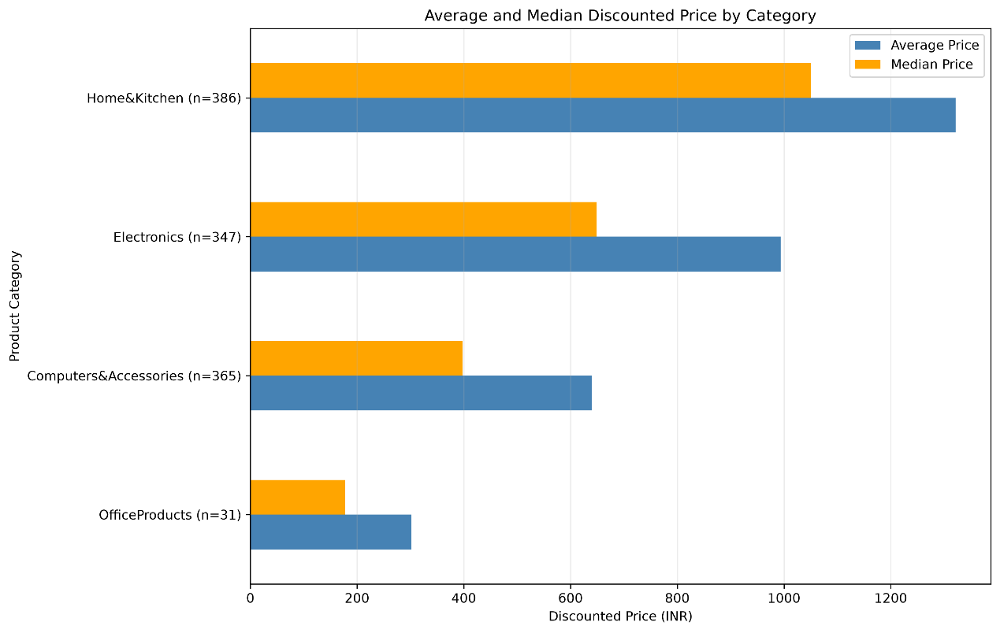 Average and Median Discounted Price by Category
Average Price
Median Price
Home&Kitchen (n=386)
Electronics (n=347)
Computers&Accessories (n=365)
OfficeProducts (n=31)
Product Category
0 200 400 600 800 1000 1200
Discounted Price (INR)